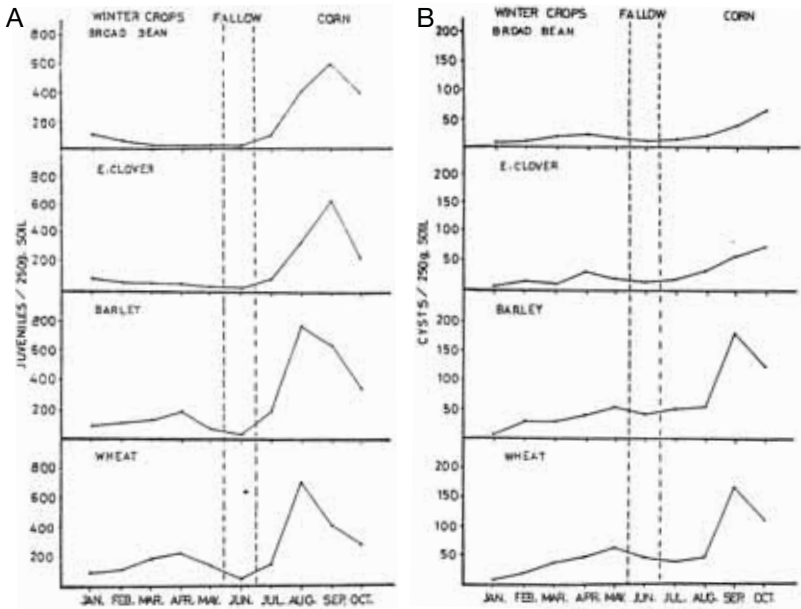 A
WINTER CROPS
BROAD BEAN
FALLOW
CORN
800
600
400
200
E.CLOVER
800
600
400
200
BARLEY
800
600
400
200
WHEAT
800
600
400
200
JUVENILES / 250g. SOIL
JAN. FEB. MAR. APR. MAY. JUN. JUL. AUG. SEP. OCT.
B
WINTER CROPS
BROAD BEAN
FALLOW
CORN
200
150
100
50
E.CLOVER
200
150
100
50
BARLEY
200
150
100
50
WHEAT
200
150
100
50
CYSTS / 250g. SOIL
JAN. FEB. MAR. APR. MAY. JUN. JUL. AUG. SEP. OCT.